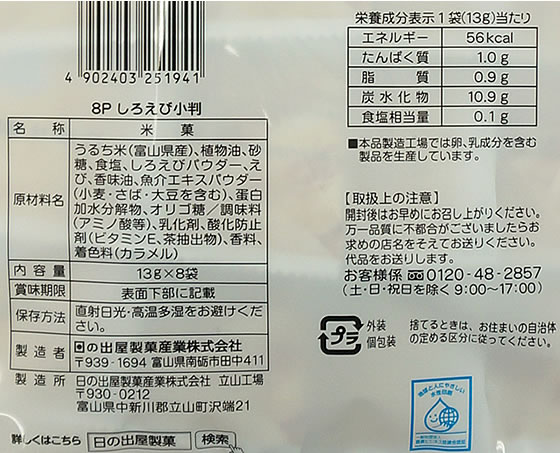 4 902403 251941
8P しろえび小判
名称 米菓
原材料名 うるち米(富山県産)、植物油、砂
糖、食塩、しろえびパウダー、え
び、香味油、魚介エキスパウダー
(小麦・さば・大豆を含む)、蛋白
加水分解物、オリゴ糖／調味料
(アミノ酸等)、乳化剤、酸化防止
剤(ビタミンE、茶抽出物)、香料、
着色料(カラメル)
内容量 13g×8袋
賞味期限 表面下部に記載
保存方法 直射日光・高温多湿をお避けくだ
さい。
製造者 日の出屋製菓産業株式会社
〒939-1694 富山県南砺市田中411
製造所 日の出屋製菓産業株式会社 立山工場
〒930-0212
富山県中新川郡立山町沢端21
詳しくはこちら 日の出屋製菓 検索
栄養成分表示1袋(13g)当たり
エネルギー 56kcal
たんぱく質 1.0g
脂質 0.9g
炭水化物 10.9g
食塩相当量 0.1g
■本品製造工場では卵、乳成分を含む
製品を生産しています。
【取扱上の注意】
開封後はお早めにお召し上がりください。
万一品質に不都合がございましたらお
求めの店名をそえてお送りください。
代品をお送りします。
お客様係 0120-48-2857
(土・日・祝日を除く9:00～17:00)
プラ 外装
個包装
捨てるときは、お住まいの自治体
の定める区分に従ってください。
地球と人にやさしい
水性印刷